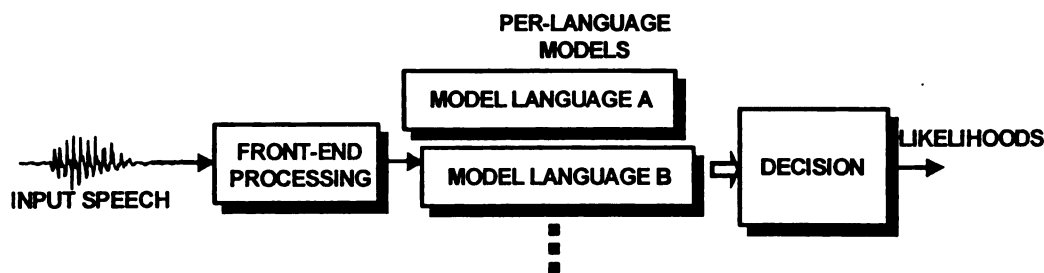 PER-LANGUAGE
MODELS
MODEL LANGUAGE A
INPUT SPEECH
FRONT-END
PROCESSING
MODEL LANGUAGE B
DECISION
LIKELIHOODS